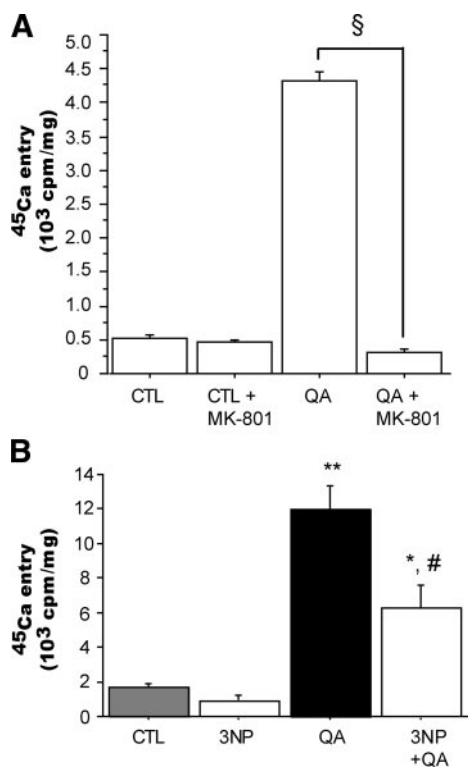 A
§
⁴⁵Ca entry
(10³ cpm/mg)
5.0
4.5
4.0
3.5
3.0
2.5
2.0
1.5
1.0
0.5
0
CTL
CTL +
MK-801
QA
QA +
MK-801
B
⁴⁵Ca entry
(10³ cpm/mg)
14
12
10
8
6
4
2
0
**
*, #
CTL
3NP
QA
3NP
+QA